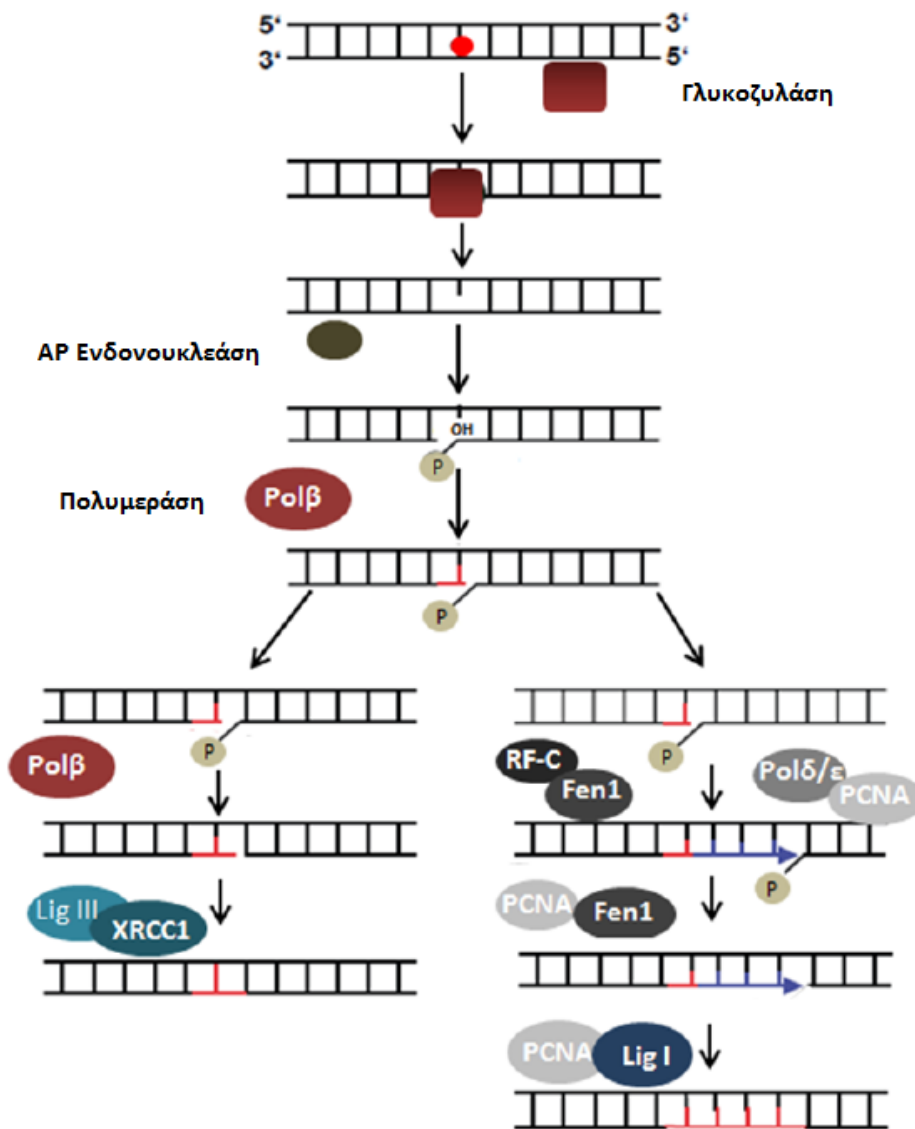 5' 3'
3' 5'
Γλυκοζυλάση
AP Ενδονουκλεάση
OH
P
Πολυμεράση Polβ
P
P P
Polβ RF-C Fen1 Polδ/ε PCNA
P
Lig III XRCC1 PCNA Fen1
PCNA Lig I